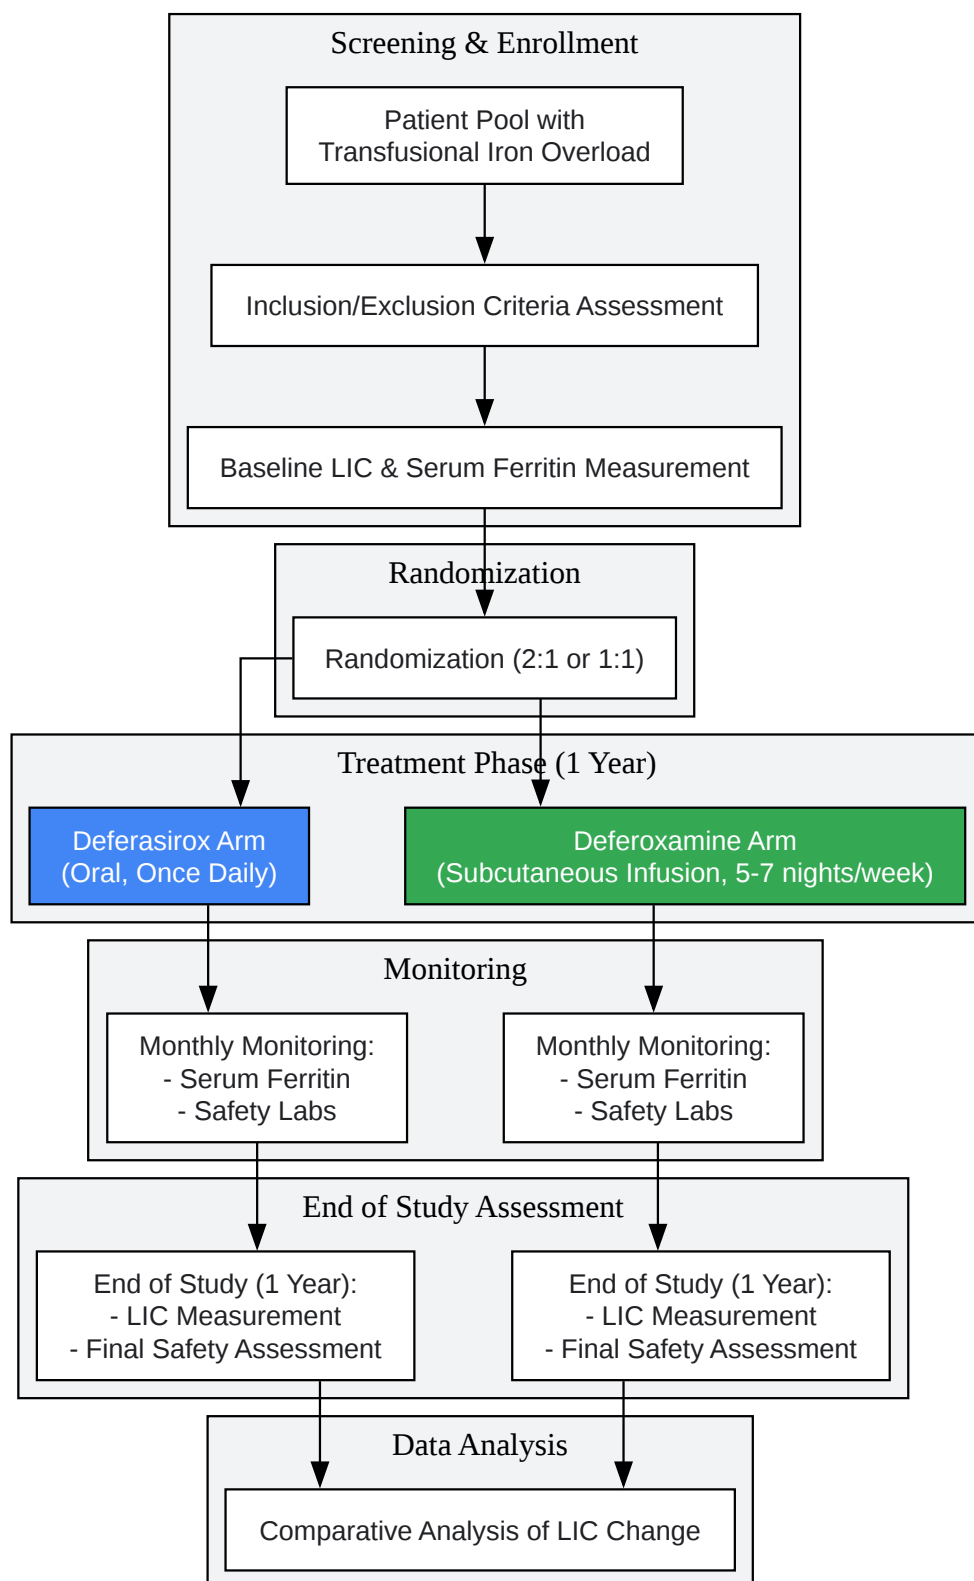 Screening & Enrollment
Patient Pool with
Transfusional Iron Overload
Inclusion/Exclusion Criteria Assessment
Baseline LIC & Serum Ferritin Measurement
Randomization
Randomization (2:1 or 1:1)
Treatment Phase (1 Year)
Deferasirox Arm
(Oral, Once Daily)
Deferoxamine Arm
(Subcutaneous Infusion, 5-7 nights/week)
Monitoring
Monthly Monitoring:
- Serum Ferritin
- Safety Labs
Monthly Monitoring:
- Serum Ferritin
- Safety Labs
End of Study Assessment
End of Study (1 Year):
- LIC Measurement
- Final Safety Assessment
End of Study (1 Year):
- LIC Measurement
- Final Safety Assessment
Data Analysis
Comparative Analysis of LIC Change